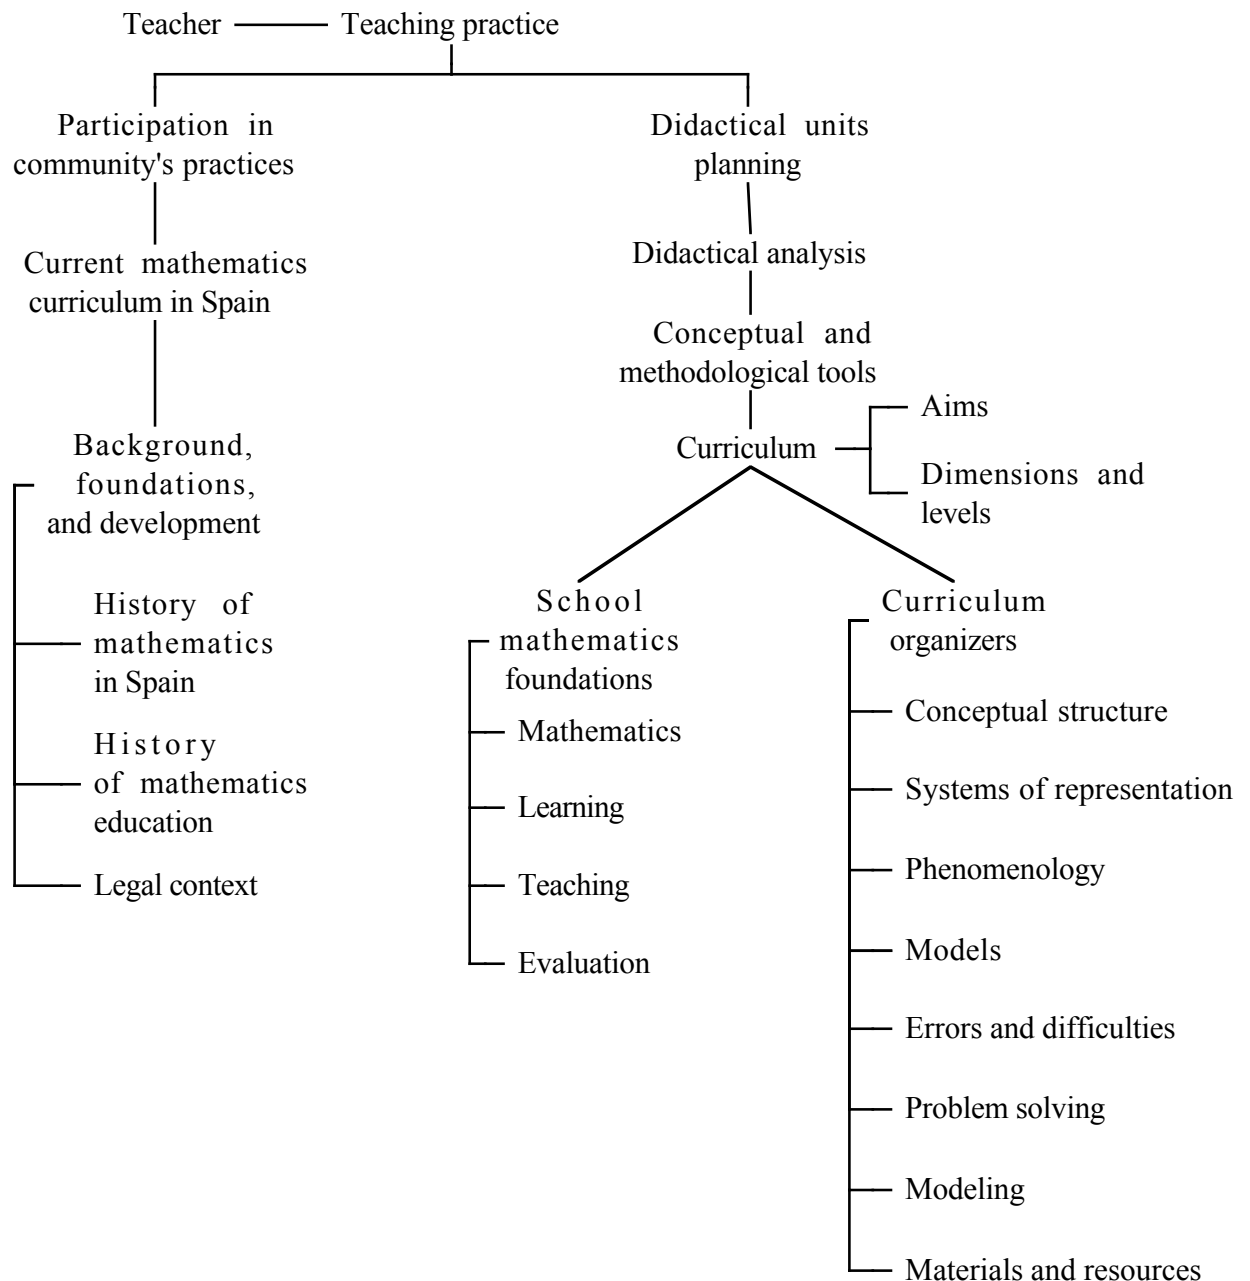 Teacher
Teaching practice
Participation in
community's practices
Current mathematics
curriculum in Spain
Background,
foundations,
and development
History of
mathematics
in Spain
History
of mathematics
education
Legal context
Didactical units
planning
Didactical analysis
Conceptual and
methodological tools
Curriculum
Aims
Dimensions and
levels
School
mathematics
foundations
Mathematics
Learning
Teaching
Evaluation
Curriculum
organizers
Conceptual structure
Systems of representation
Phenomenology
Models
Errors and difficulties
Problem solving
Modeling
Materials and resources